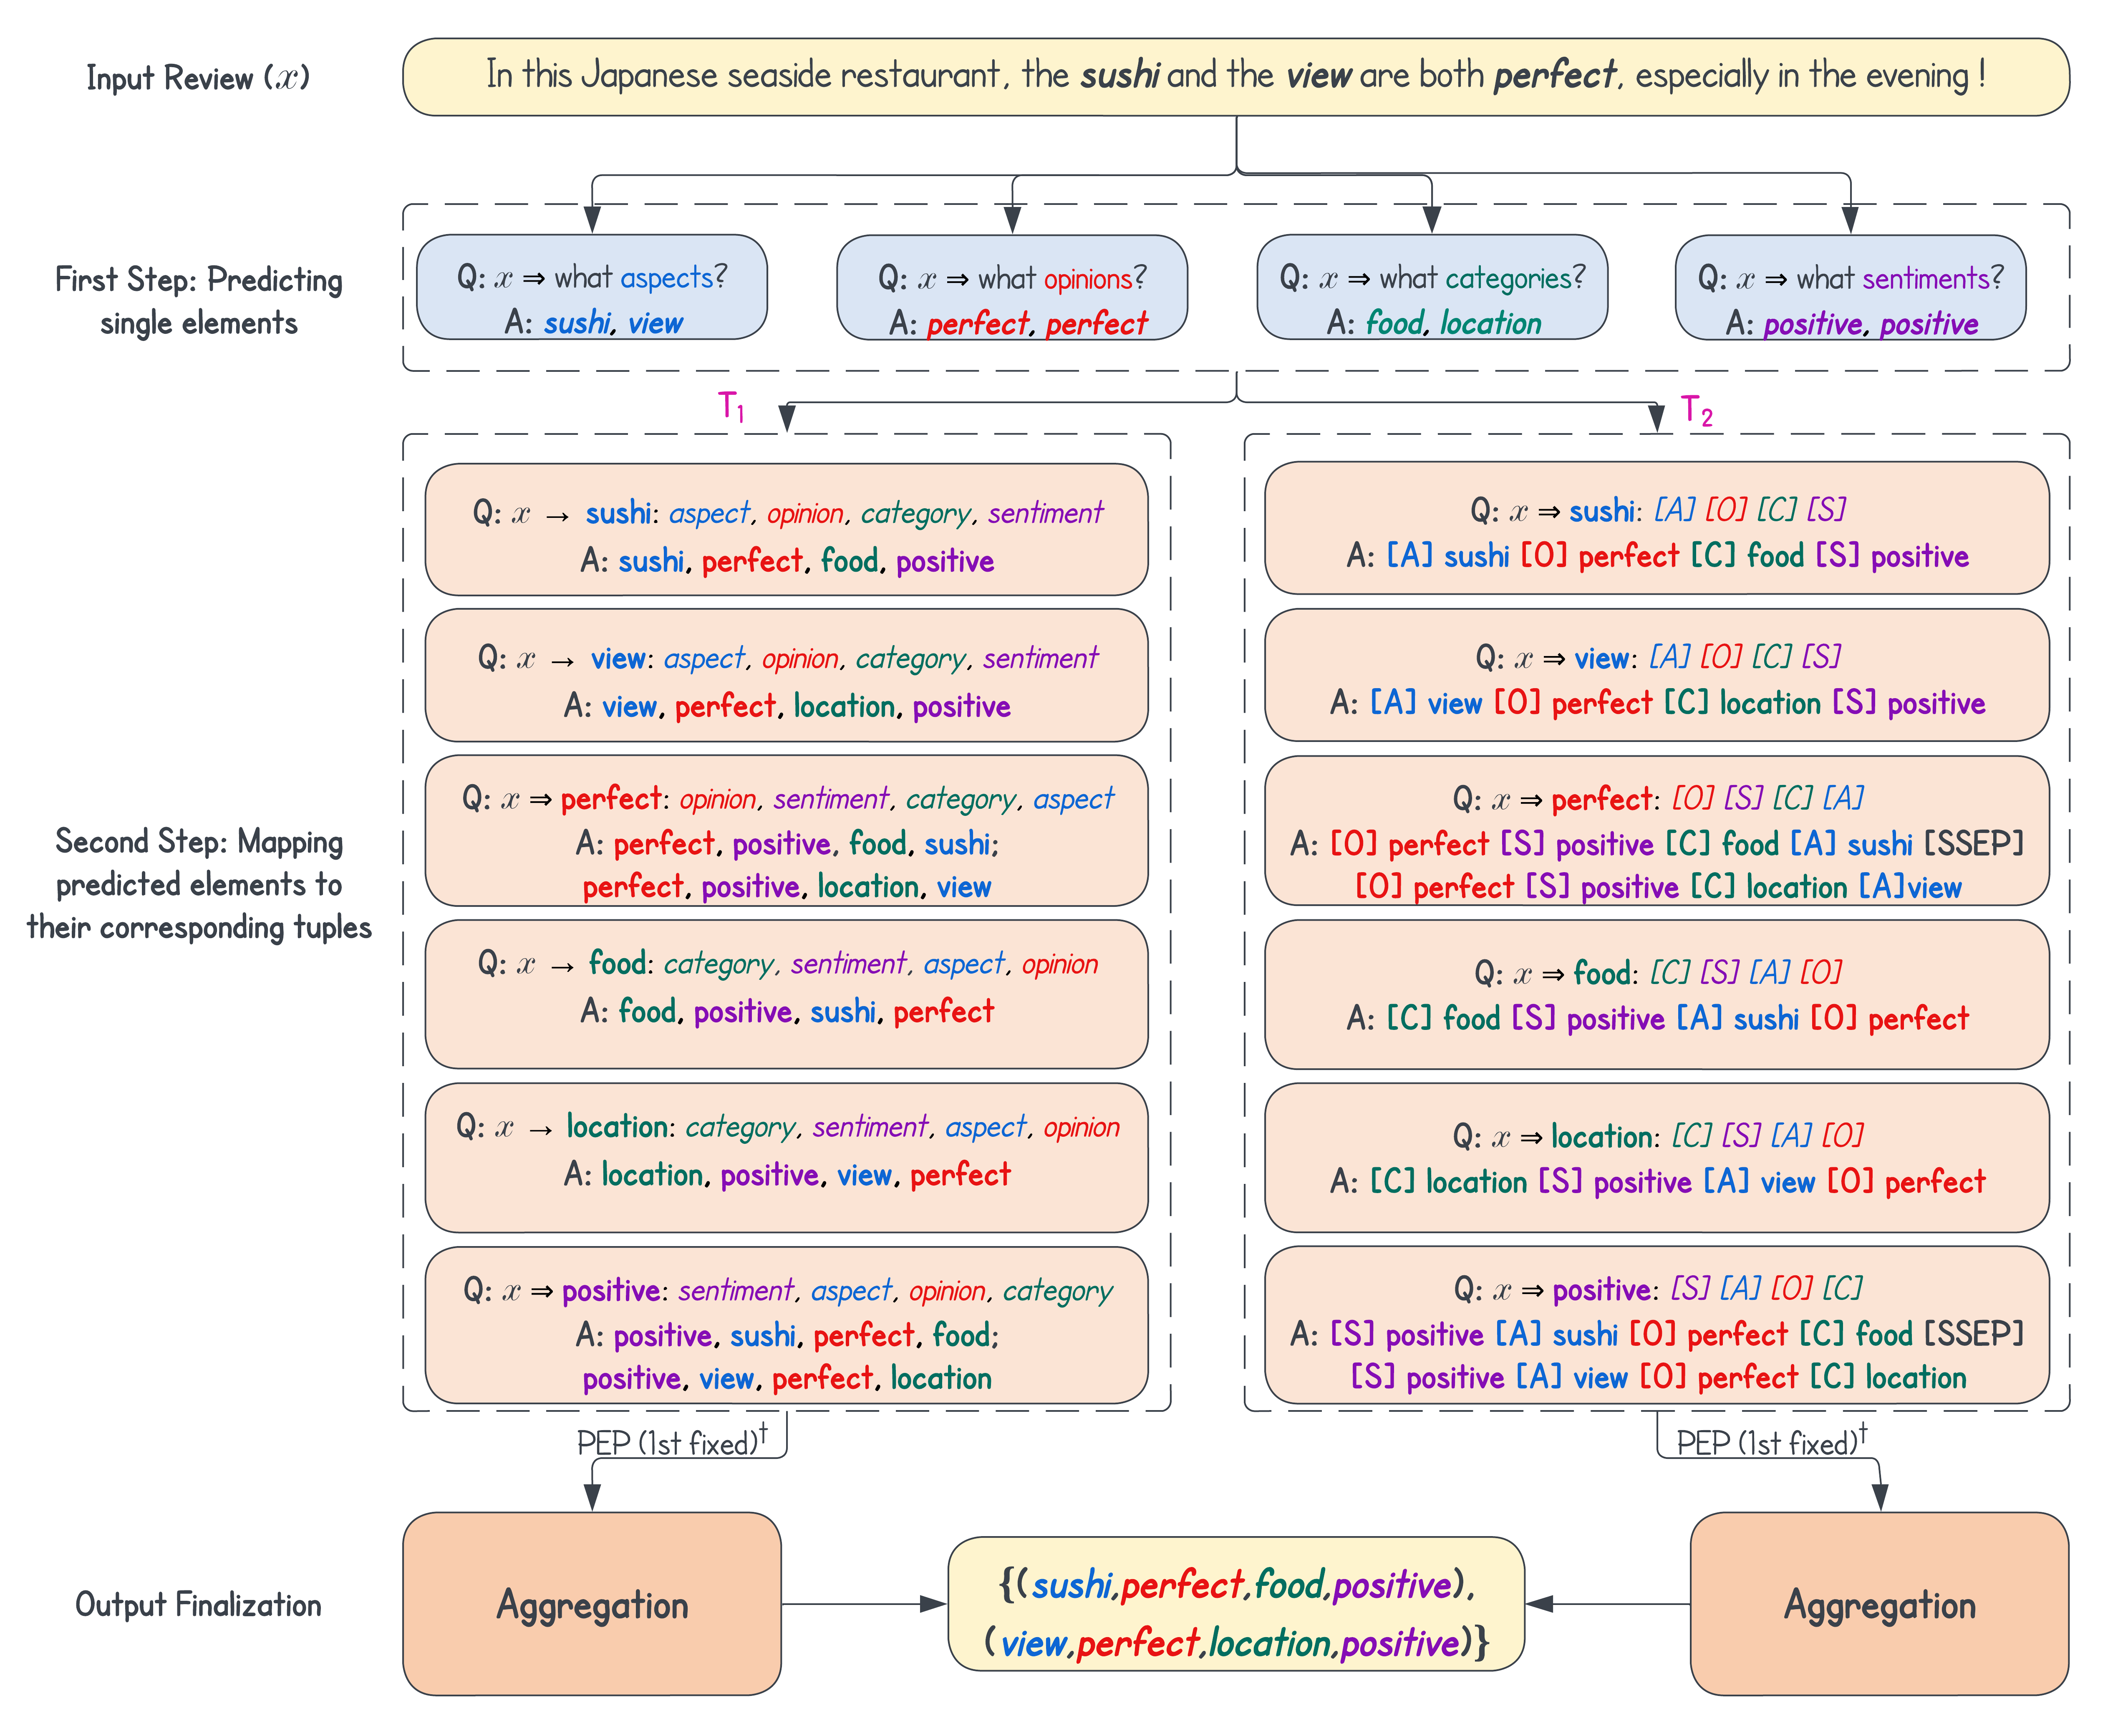 Input Review (x)
In this Japanese seaside restaurant, the sushi and the view are both perfect, especially in the evening !
First Step: Predicting
single elements
Q: x ⇒ what aspects?
A: sushi, view
Q: x ⇒ what opinions?
A: perfect, perfect
Q: x ⇒ what categories?
A: food, location
Q: x ⇒ what sentiments?
A: positive, positive
T1
T2
Second Step: Mapping
predicted elements to
their corresponding tuples
Q: x → sushi: aspect, opinion, category, sentiment
A: sushi, perfect, food, positive
Q: x → view: aspect, opinion, category, sentiment
A: view, perfect, location, positive
Q: x ⇒ perfect: opinion, sentiment, category, aspect
A: perfect, positive, food, sushi;
perfect, positive, location, view
Q: x → food: category, sentiment, aspect, opinion
A: food, positive, sushi, perfect
Q: x → location: category, sentiment, aspect, opinion
A: location, positive, view, perfect
Q: x ⇒ positive: sentiment, aspect, opinion, category
A: positive, sushi, perfect, food;
positive, view, perfect, location
Q: x ⇒ sushi: [A] [O] [C] [S]
A: [A] sushi [O] perfect [C] food [S] positive
Q: x ⇒ view: [A] [O] [C] [S]
A: [A] view [O] perfect [C] location [S] positive
Q: x ⇒ perfect: [O] [S] [C] [A]
A: [O] perfect [S] positive [C] food [A] sushi [SSEP]
[O] perfect [S] positive [C] location [A]view
Q: x ⇒ food: [C] [S] [A] [O]
A: [C] food [S] positive [A] sushi [O] perfect
Q: x ⇒ location: [C] [S] [A] [O]
A: [C] location [S] positive [A] view [O] perfect
Q: x ⇒ positive: [S] [A] [O] [C]
A: [S] positive [A] sushi [O] perfect [C] food [SSEP]
[S] positive [A] view [O] perfect [C] location
PEP (1st fixed)†
PEP (1st fixed)†
Output Finalization
Aggregation
{(sushi,perfect,food,positive),
(view,perfect,location,positive)}
Aggregation